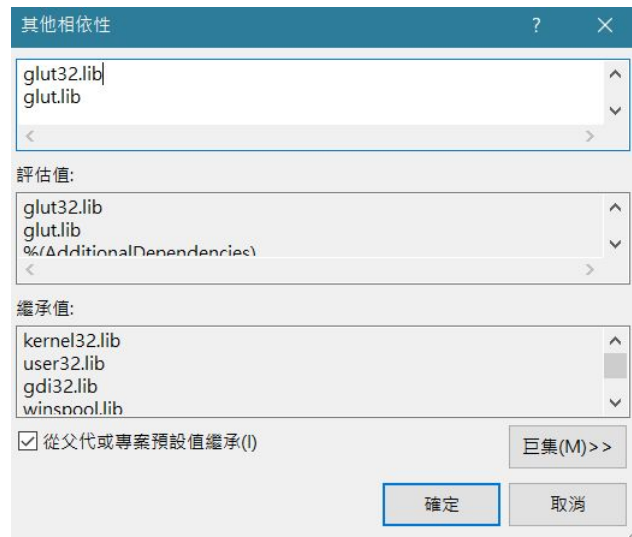 其他相依性
?
glut32.lib
glut.lib
評估值:
glut32.lib
glut.lib
%(AdditionalDependencies)
繼承值:
kernel32.lib
user32.lib
gdi32.lib
winspool.lib
從父代或專案預設值繼承(I)
巨集(M)>>
確定
取消